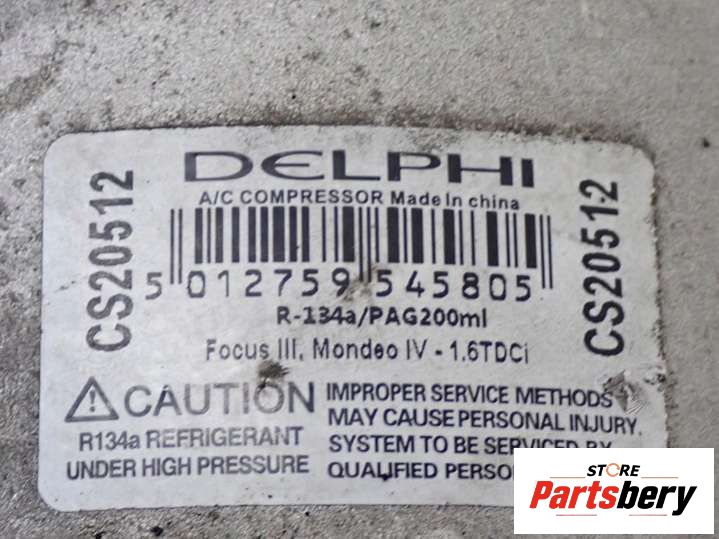 DELPHI
A/C COMPRESSOR Made In china
CS20512
CS20512
5 012759 545805
R-134a/PAG200ml
Focus III, Mondeo IV - 1.6TDCi
CAUTION
R134a REFRIGERANT
UNDER HIGH PRESSURE
IMPROPER SERVICE METHODS
MAY CAUSE PERSONAL INJURY.
SYSTEM TO BE SERVICED BY
QUALIFIED
STORE
Partsbery